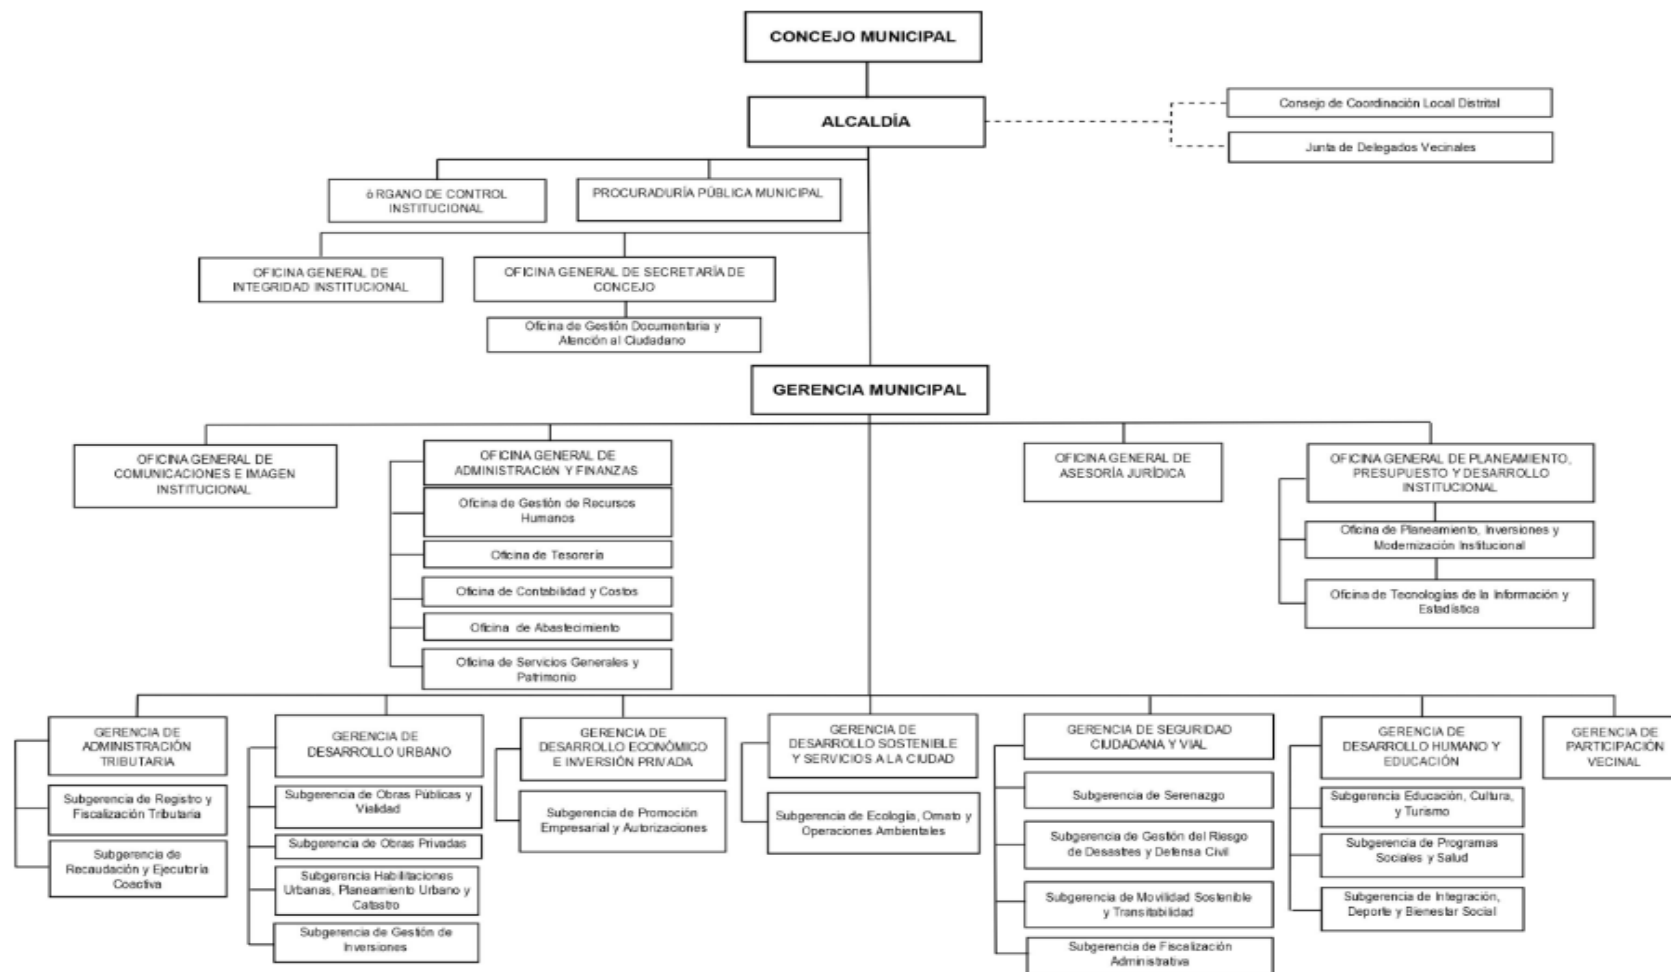 CONCEJO MUNICIPAL
ALCALDÍA
Consejo de Coordinación Local Distrital
Junta de Delegados Vecinales
ó RGANO DE CONTROL
INSTITUCIONAL
PROCURADURÍA PÚBLICA MUNICIPAL
OFICINA GENERAL DE
INTEGRIDAD INSTITUCIONAL
OFICINA GENERAL DE SECRETARÍA DE
CONCEJO
Oficina de Gestión Documentaria y
Atención al Ciudadano
GERENCIA MUNICIPAL
OFICINA GENERAL DE
COMUNICACIONES E IMAGEN
INSTITUCIONAL
OFICINA GENERAL DE
ADMINISTRACIóN Y FINANZAS
Oficina de Gestión de Recursos
Humanos
Oficina de Tesorería
Oficina de Contabilidad y Costos
Oficina de Abastecimiento
Oficina de Servicios Generales y
Patrimonio
OFICINA GENERAL DE
ASESORÍA JURÍDICA
OFICINA GENERAL DE PLANEAMIENTO,
PRESUPUESTO Y DESARROLLO
INSTITUCIONAL
Oficina de Planeamiento, Inversiones y
Modernización Institucional
Oficina de Tecnologías de la Información y
Estadística
GERENCIA DE
ADMINISTRACIÓN
TRIBUTARIA
Subgerencia de Registro y
Fiscalización Tributaria
Subgerencia de
Recaudación y Ejecutoría
Coactiva
GERENCIA DE
DESARROLLO URBANO
Subgerencia de Obras Públicas y
Vialidad
Subgerencia de Obras Privadas
Subgerencia Habilitaciones
Urbanas, Planeamiento Urbano y
Catastro
Subgerencia de Gestión de
Inversiones
GERENCIA DE
DESARROLLO ECONÓMICO
E INVERSIÓN PRIVADA
Subgerencia de Promoción
Empresarial y Autorizaciones
GERENCIA DE
DESARROLLO SOSTENIBLE
Y SERVICIOS A LA CIUDAD
Subgerencia de Ecología, Ornato y
Operaciones Ambientales
GERENCIA DE SEGURIDAD
CIUDADANA Y VIAL
Subgerencia de Serenazgo
Subgerencia de Gestión del Riesgo
de Desastres y Defensa Civil
Subgerencia de Movilidad Sostenible
y Transitabilidad
Subgerencia de Fiscalización
Administrativa
GERENCIA DE
DESARROLLO HUMANO Y
EDUCACIÓN
Subgerencia Educación, Cultura,
y Turismo
Subgerencia de Programas
Sociales y Salud
Subgerencia de Integración,
Deporte y Bienestar Social
GERENCIA DE
PARTICIPACIÓN
VECINAL